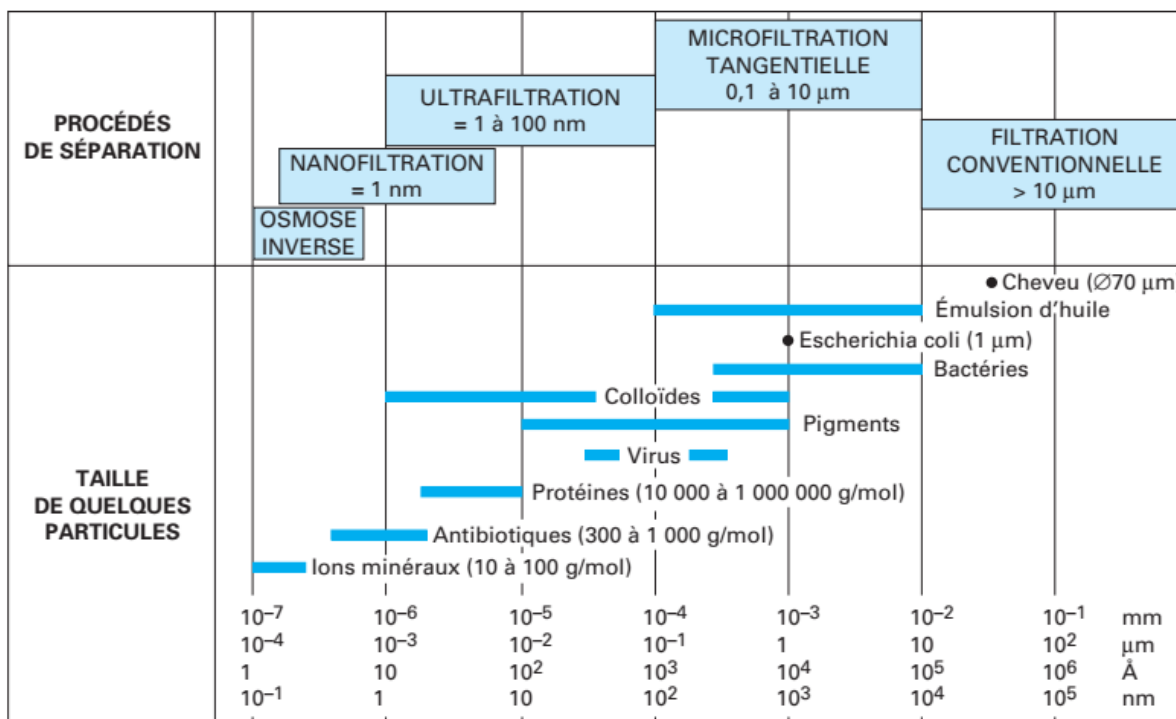 PROCÉDÉS
DE SÉPARATION
MICROFILTRATION
TANGENTIELLE
0,1 à 10 µm
ULTRAFILTRATION
= 1 à 100 nm
FILTRATION
CONVENTIONNELLE
> 10 µm
NANOFILTRATION
= 1 nm
OSMOSE
INVERSE
TAILLE
DE QUELQUES
PARTICULES
Cheveu (∅70 µm
Émulsion d’huile
Escherichia coli (1 µm)
Bactéries
Colloïdes
Pigments
Virus
Protéines (10 000 à 1 000 000 g/mol)
Antibiotiques (300 à 1 000 g/mol)
Ions minéraux (10 à 100 g/mol)
10⁻⁷ 10⁻⁶ 10⁻⁵ 10⁻⁴ 10⁻³ 10⁻² 10⁻¹ mm
10⁻⁴ 10⁻³ 10⁻² 10⁻¹ 1 10 10² µm
1 10 10² 10³ 10⁴ 10⁵ 10⁶ Å
10⁻¹ 1 10 10² 10³ 10⁴ 10⁵ nm